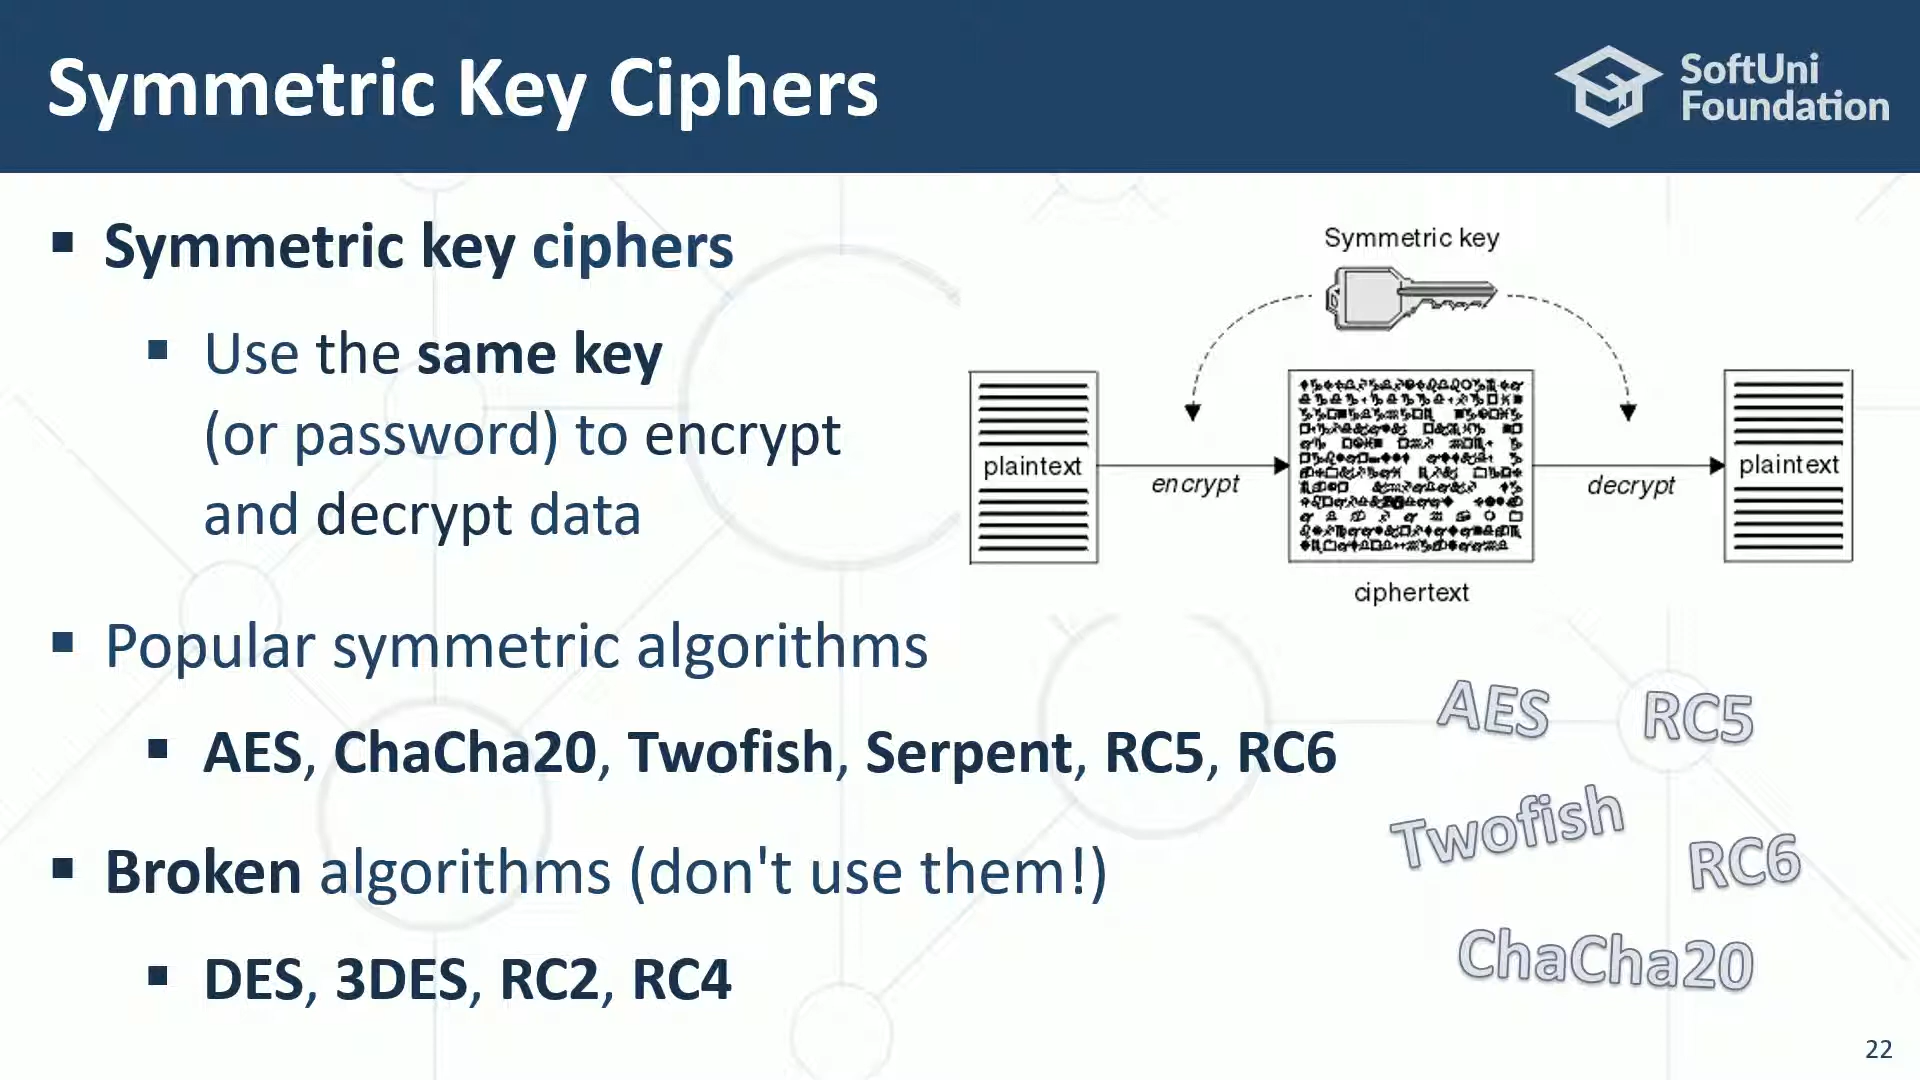 Symmetric Key Ciphers
SoftUni
Foundation
▪ Symmetric key ciphers
▪ Use the same key
(or password) to encrypt
and decrypt data
Symmetric key
plaintext
encrypt
decrypt
plaintext
ciphertext
▪ Popular symmetric algorithms
▪ AES, ChaCha20, Twofish, Serpent, RC5, RC6
▪ Broken algorithms (don't use them!)
▪ DES, 3DES, RC2, RC4
AES
RC5
Twofish
RC6
ChaCha20
22